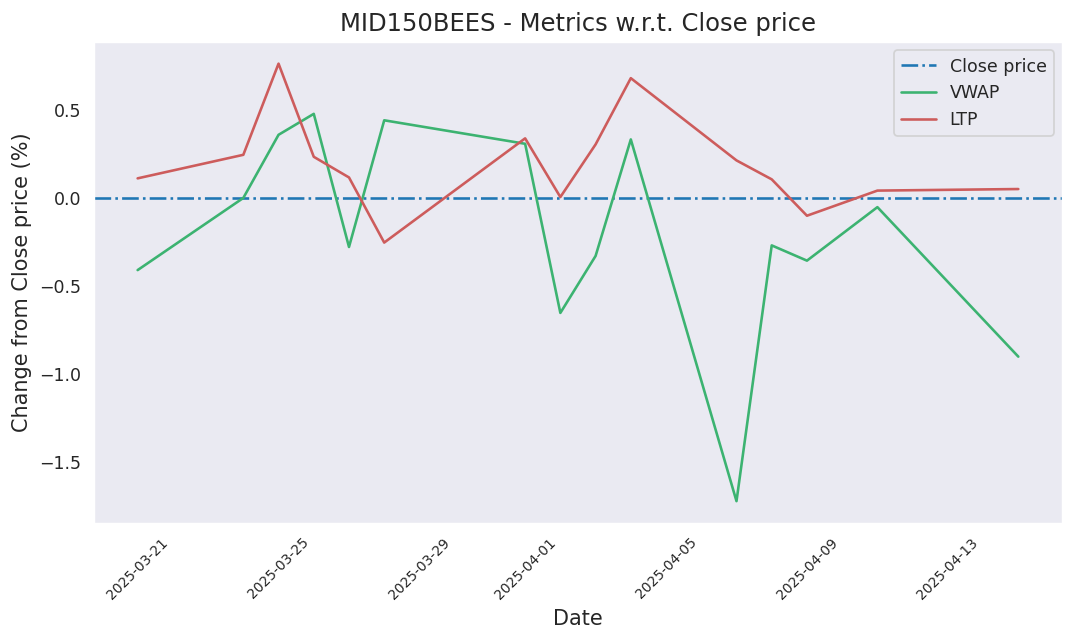 MID150BEES - Metrics w.r.t. Close price
Close price
VWAP
LTP
Change from Close price (%)
0.5
0.0
−0.5
−1.0
−1.5
2025-03-21
2025-03-25
2025-03-29
2025-04-01
2025-04-05
2025-04-09
2025-04-13
Date